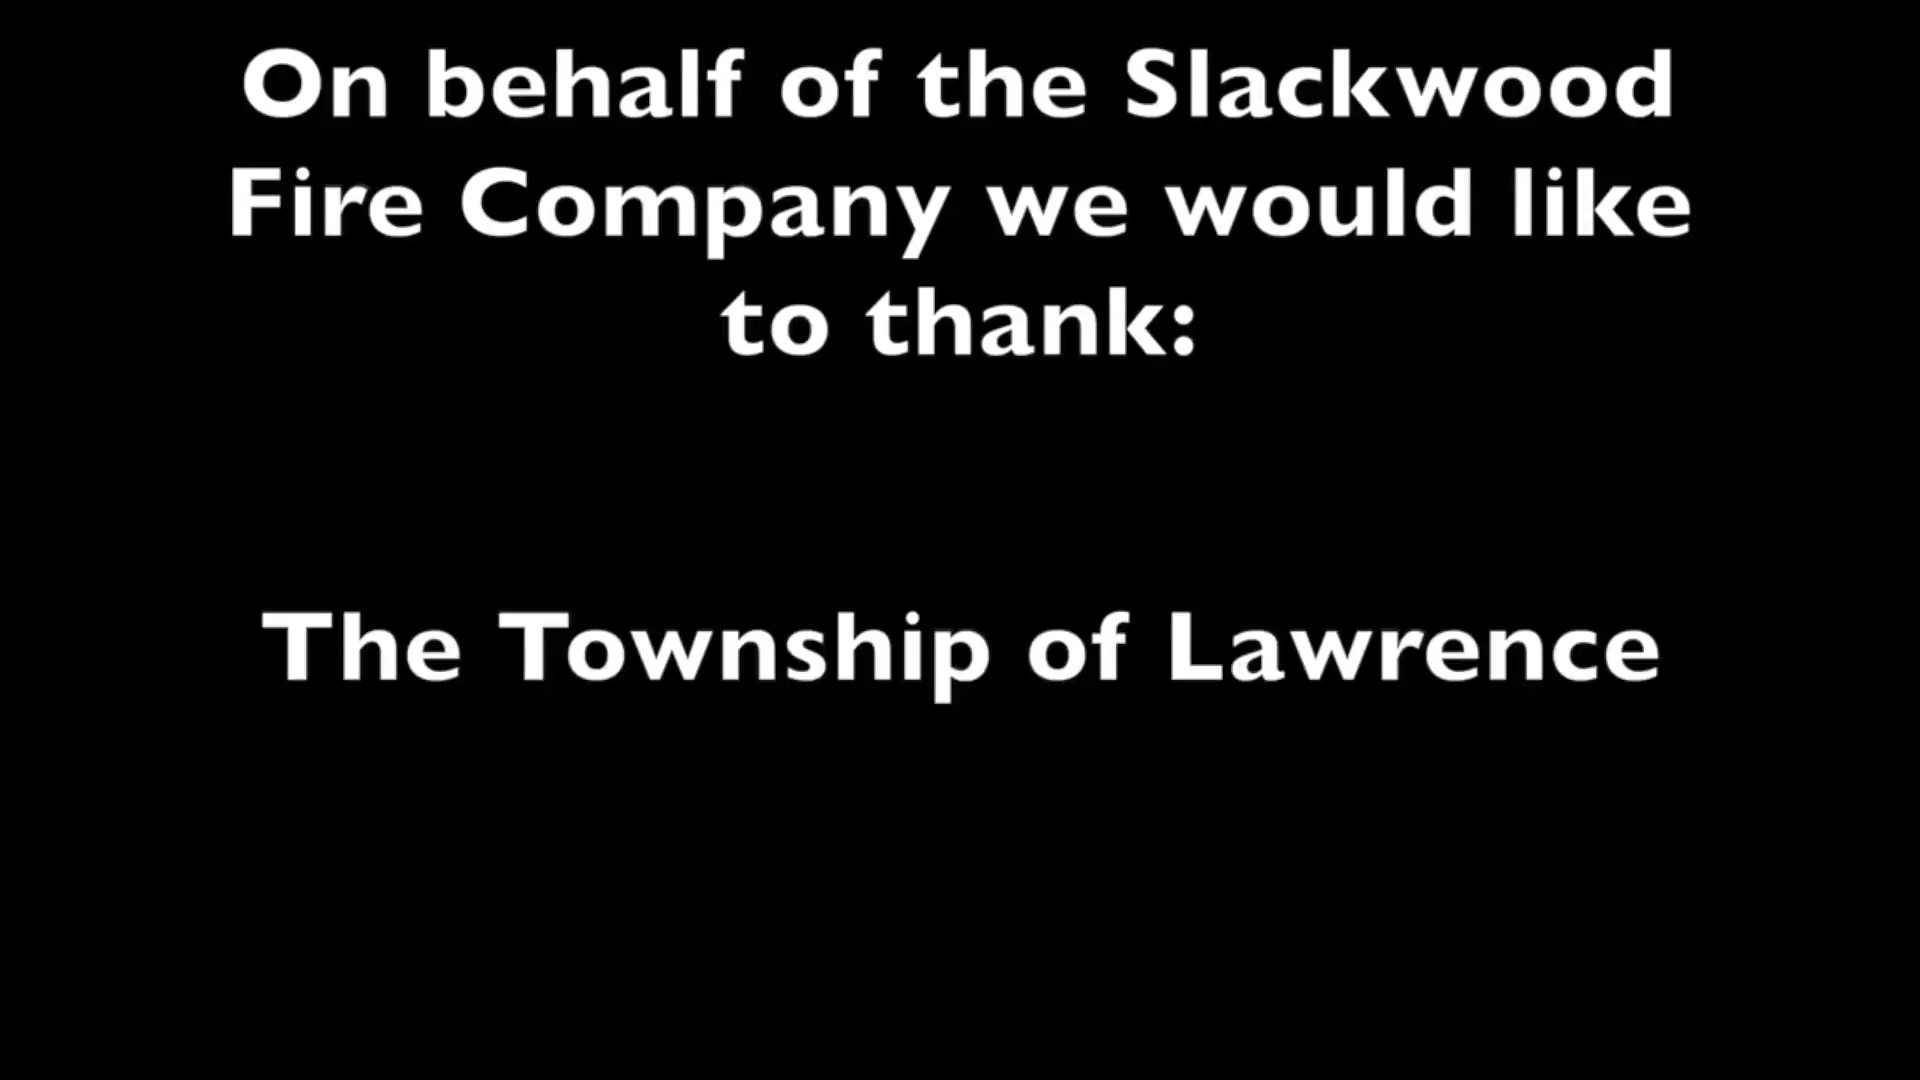 On behalf of the Slackwood
Fire Company we would like
to thank:
The Township of Lawrence